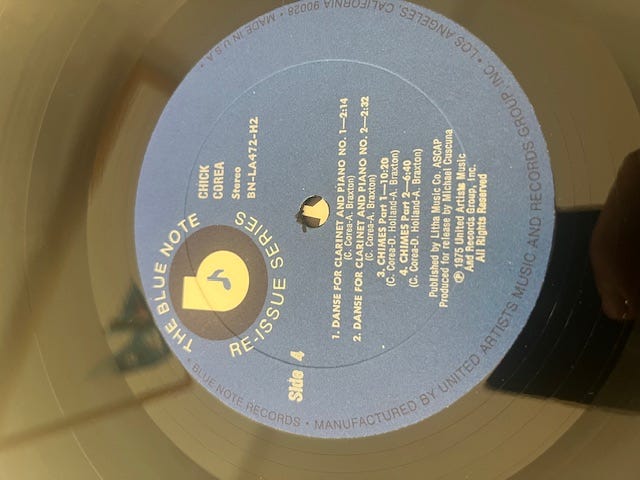 THE BLUE NOTE
RE-ISSUE SERIES
CHICK
COREA
Stereo
BN-LA472-H2
Side 4
1. DANSE FOR CLARINET AND PIANO NO. 1—2:14
(C. Corea-A. Braxton)
2. DANSE FOR CLARINET AND PIANO NO. 2—2:32
(C. Corea-A. Braxton)
3. CHIMES Part 1—10:20
(C. Corea-D. Holland-A. Braxton)
4. CHIMES Part 2—6:40
(C. Corea-D. Holland-A. Braxton)
Published by Litha Music Co. ASCAP
Produced for release by Michael Cuscuna
℗ 1975 United Artists Music
And Records Group, Inc.
All Rights Reserved
BLUE NOTE RECORDS • MANUFACTURED BY UNITED ARTISTS MUSIC AND RECORDS GROUP, INC. • LOS ANGELES, CALIFORNIA 90028 • MADE IN U.S.A. •